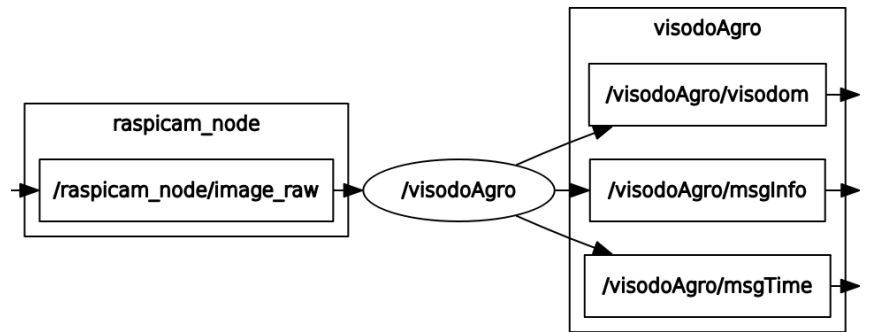 raspicam_node
/raspicam_node/image_raw
/visodoAgro
visodoAgro
/visodoAgro/visodom
/visodoAgro/msgInfo
/visodoAgro/msgTime